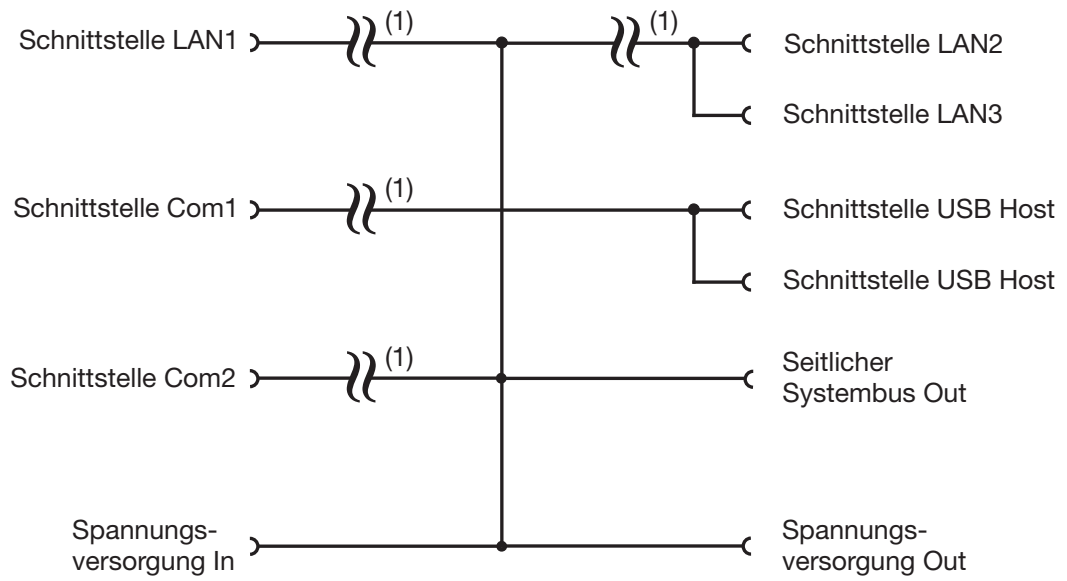 Schnittstelle LAN1
(1)
(1)
Schnittstelle LAN2
Schnittstelle LAN3
Schnittstelle Com1
(1)
Schnittstelle USB Host
Schnittstelle USB Host
Schnittstelle Com2
(1)
Seitlicher
Systembus Out
Spannungs-
versorgung In
Spannungs-
versorgung Out